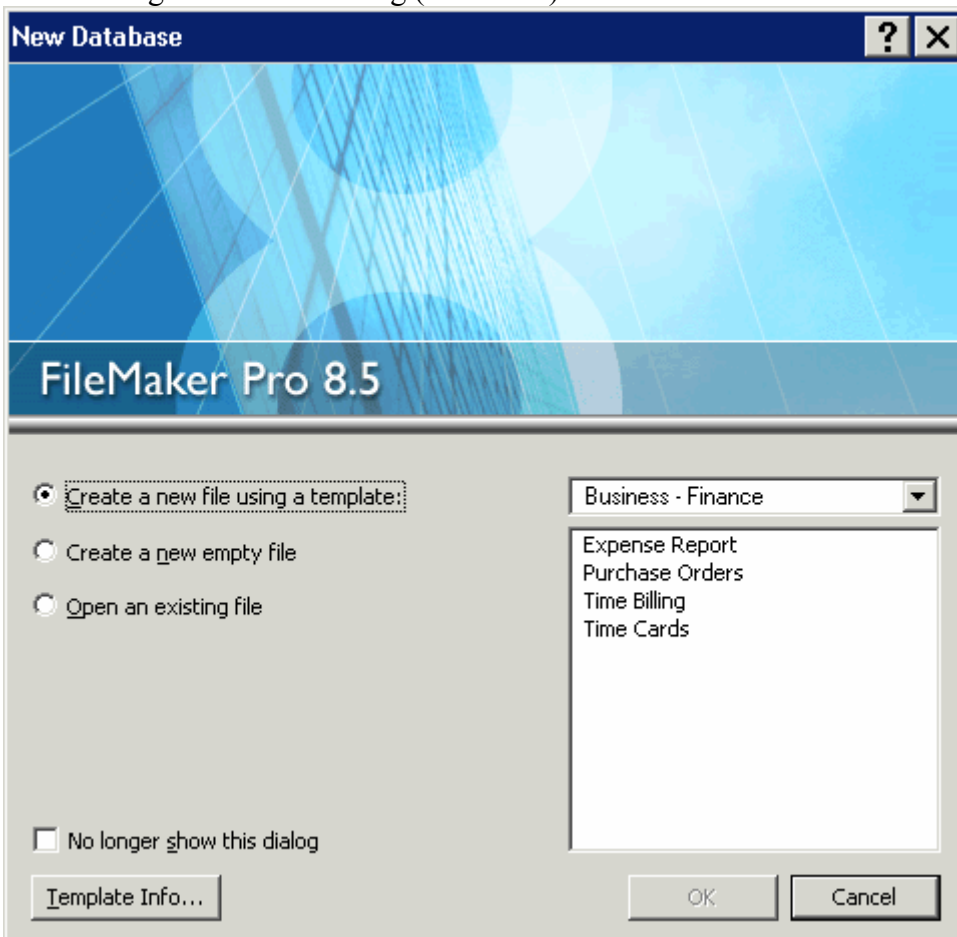 New Database
FileMaker Pro 8.5
Create a new file using a template:
Business - Finance
Create a new empty file
Open an existing file
Expense Report
Purchase Orders
Time Billing
Time Cards
No longer show this dialog
Template Info...
OK
Cancel